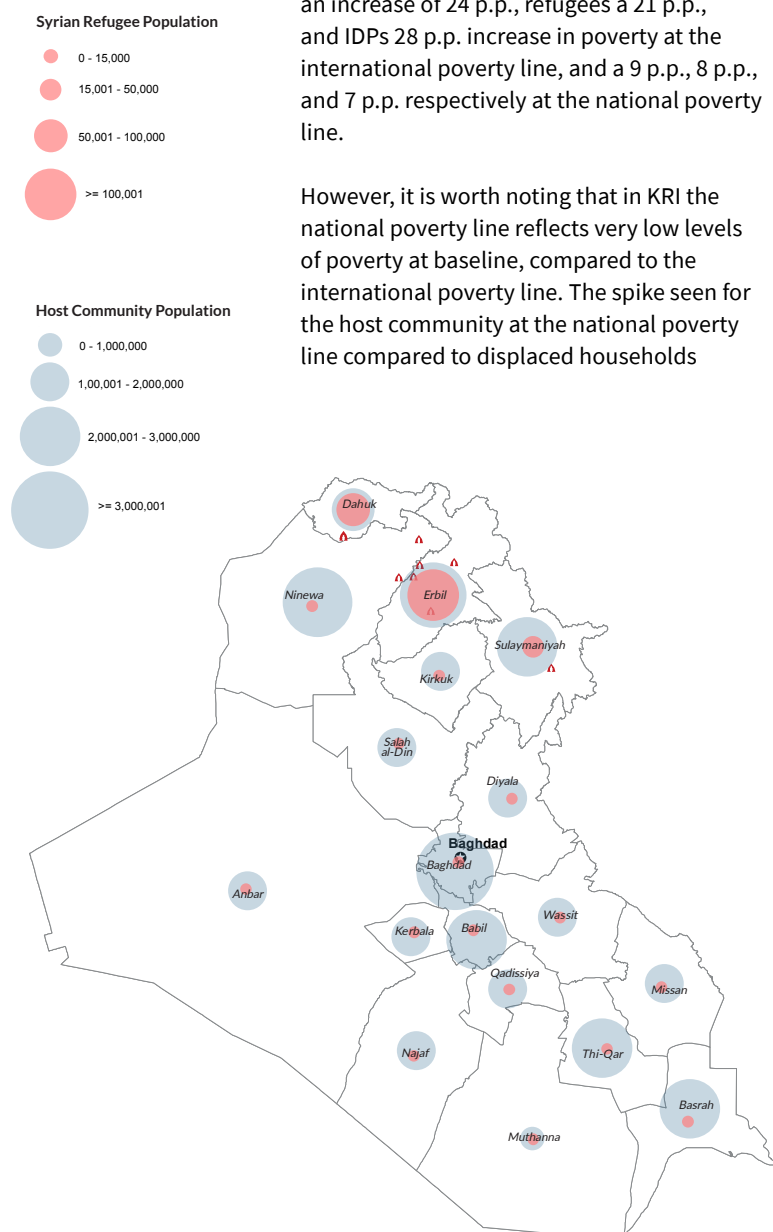 an increase of 24 p.p., refugees a 21 p.p.,
and IDPs 28 p.p. increase in poverty at the
international poverty line, and a 9 p.p., 8 p.p.,
and 7 p.p. respectively at the national poverty
line.
However, it is worth noting that in KRI the
national poverty line reflects very low levels
of poverty at baseline, compared to the
international poverty line. The spike seen for
the host community at the national poverty
line compared to displaced households
Syrian Refugee Population
0 - 15,000
15,001 - 50,000
50,001 - 100,000
>= 100,001
Host Community Population
0 - 1,000,000
1,00,001 - 2,000,000
2,000,001 - 3,000,000
>= 3,000,001
Dahuk
Ninewa
Erbil
Sulaymaniyah
Kirkuk
Salah
al-Din
Diyala
Baghdad
Baghdad
Anbar
Kerbala
Babil
Wassit
Qadissiya
Missan
Najaf
Thi-Qar
Basrah
Muthanna